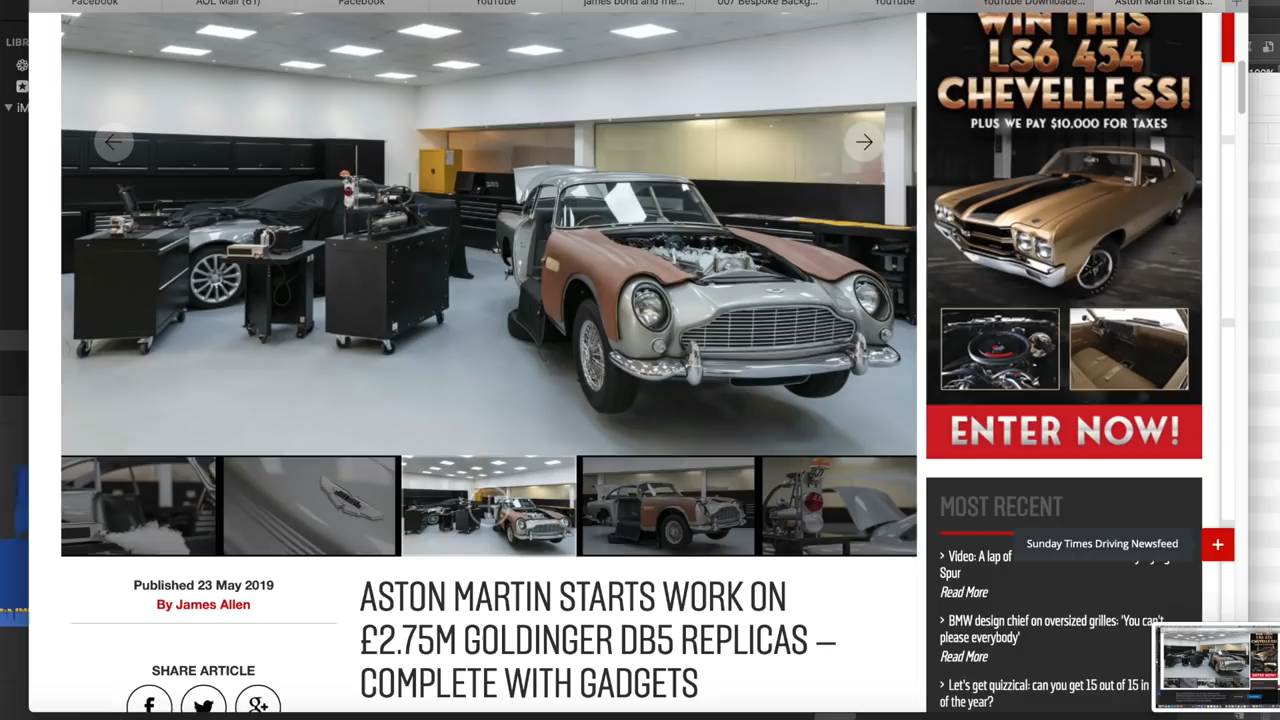 Facebook
AOL Mail (61)
Facebook
YouTube
james bond and frie...
007 Bespoke Backg...
YouTube
YouTube Downloade...
Aston Martin starts...
LIBR
iM
WIN THIS
LS6 454
CHEVELLE SS!
PLUS WE PAY $10,000 FOR TAXES
ENTER NOW!
MOST RECENT
Sunday Times Driving Newsfeed
Video: A lap of
Spur
Read More
BMW design chief on oversized grilles: 'You can't
please everybody'
Read More
Let's get quizzical: can you get 15 out of 15 in
of the year?
Published 23 May 2019
By James Allen
SHARE ARTICLE
ASTON MARTIN STARTS WORK ON
£2.75M GOLDINGER DB5 REPLICAS –
COMPLETE WITH GADGETS